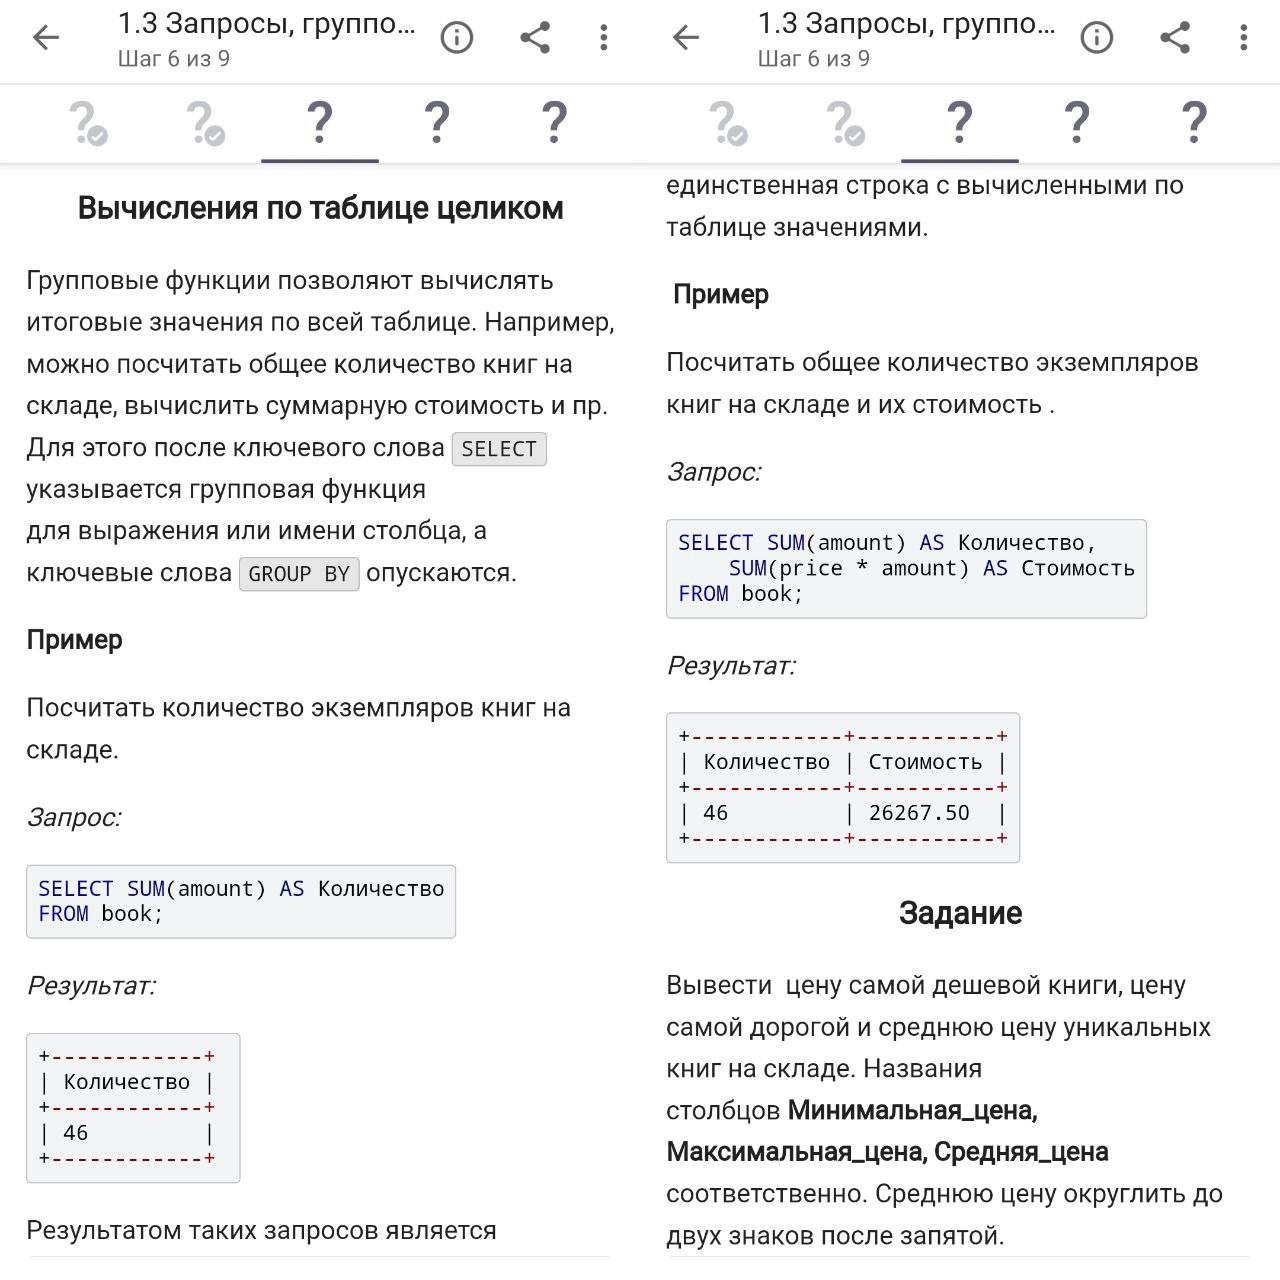 1.3 Запросы, группо...
Шаг 6 из 9
Вычисления по таблице целиком
Групповые функции позволяют вычислять
итоговые значения по всей таблице. Например,
можно посчитать общее количество книг на
складе, вычислить суммарную стоимость и пр.
Для этого после ключевого слова SELECT
указывается групповая функция
для выражения или имени столбца, а
ключевые слова GROUP BY опускаются.
Пример
Посчитать количество экземпляров книг на
складе.
Запрос:
SELECT SUM(amount) AS Количество
FROM book;
Результат:
+------------+
| Количество |
+------------+
| 46         |
+------------+
Результатом таких запросов является
1.3 Запросы, группо...
Шаг 6 из 9
единственная строка с вычисленными по
таблице значениями.
Пример
Посчитать общее количество экземпляров
книг на складе и их стоимость .
Запрос:
SELECT SUM(amount) AS Количество,
    SUM(price * amount) AS Стоимость
FROM book;
Результат:
+------------+-----------+
| Количество | Стоимость |
+------------+-----------+
| 46         | 26267.50  |
+------------+-----------+
Задание
Вывести  цену самой дешевой книги, цену
самой дорогой и среднюю цену уникальных
книг на складе. Названия
столбцов Минимальная_цена,
Максимальная_цена, Средняя_цена
соответственно. Среднюю цену округлить до
двух знаков после запятой.